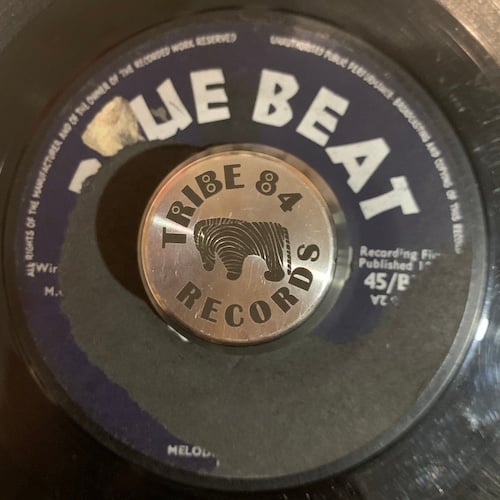 ALL RIGHTS OF THE MANUFACTURER AND OF THE OWNER OF THE RECORDED WORK RESERVED
UNAUTHORISED PUBLIC PERFORMANCE BROADCASTING AND COPYING OF THIS RECORD
UE BEAT
TRIBE 84
RECORDS
Recording Fi
Published 1
45/B
M.
MELOD